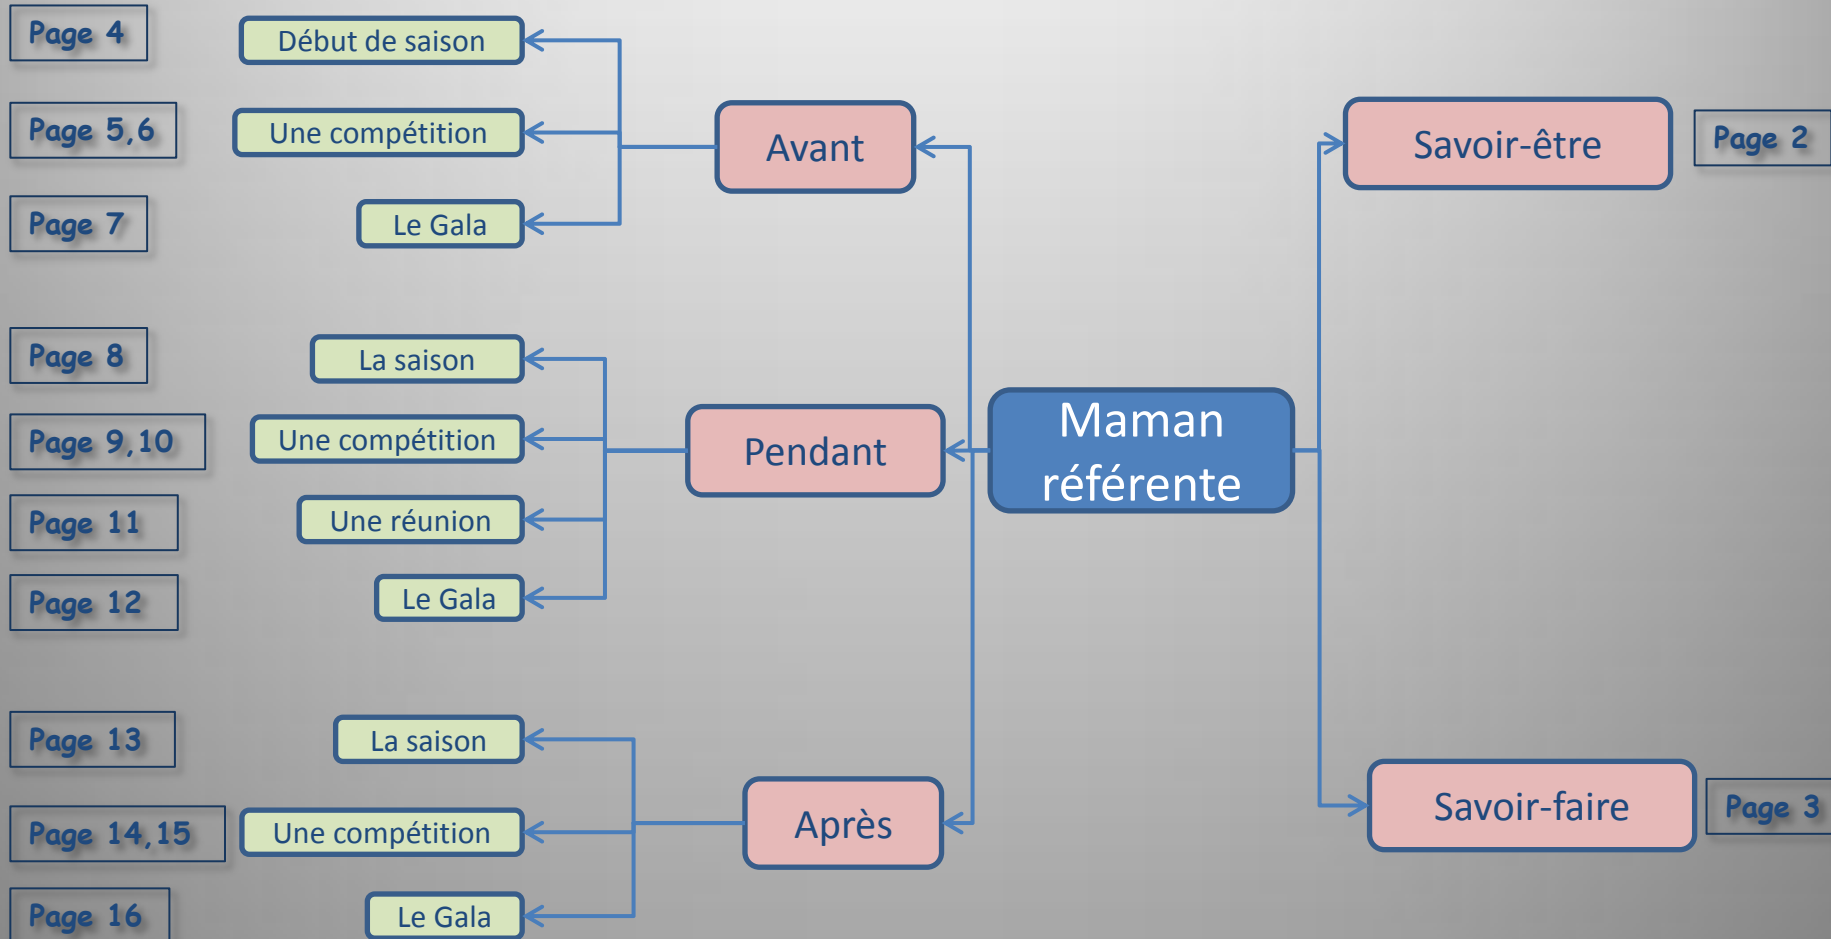 Page 4
Début de saison
Page 5,6
Une compétition
Page 7
Le Gala
Avant
Page 8
La saison
Page 9,10
Une compétition
Page 11
Une réunion
Page 12
Le Gala
Pendant
Page 13
La saison
Page 14,15
Une compétition
Page 16
Le Gala
Après
Maman
référente
Savoir-être
Page 2
Savoir-faire
Page 3